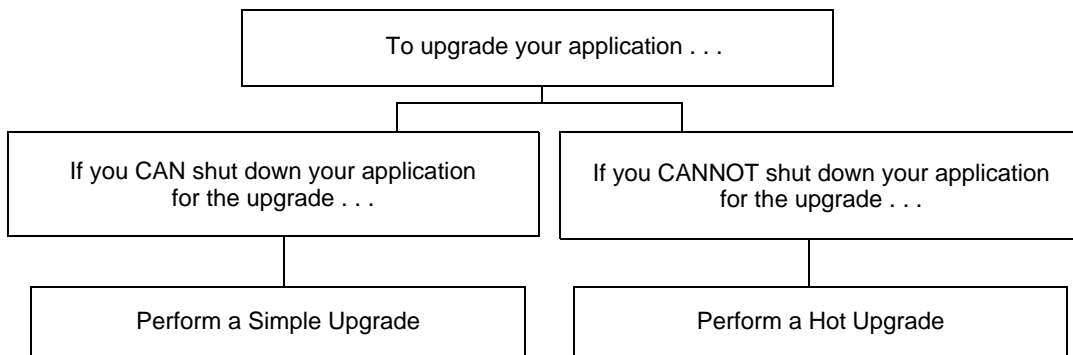 To upgrade your application . . .
If you CAN shut down your application
for the upgrade . . .
If you CANNOT shut down your application
for the upgrade . . .
Perform a Simple Upgrade
Perform a Hot Upgrade